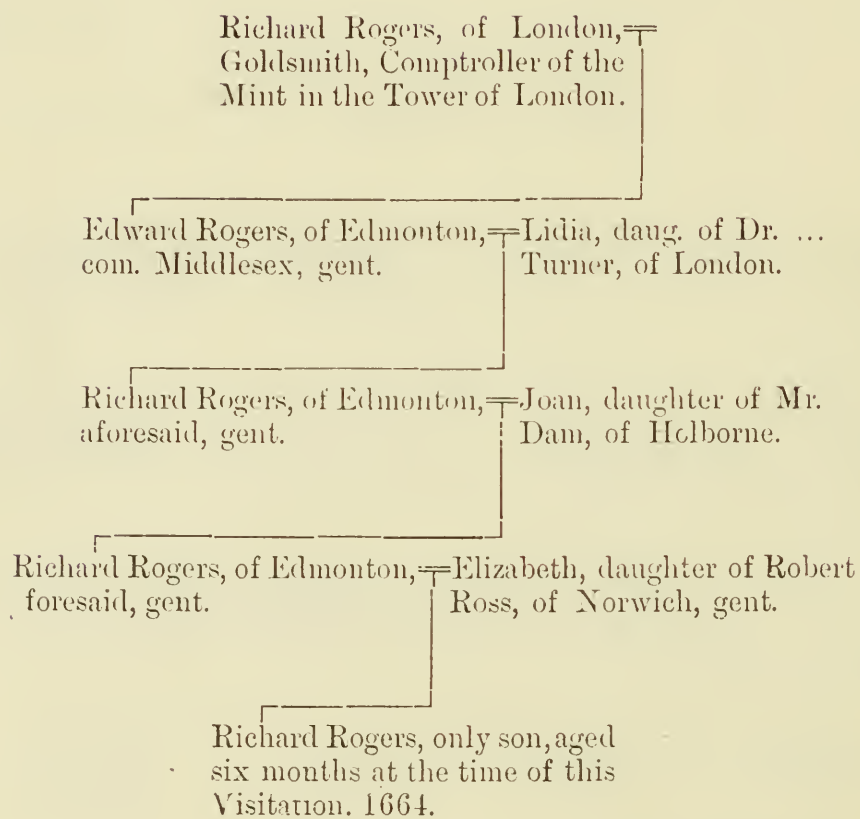 Richard Rogers, of London,
Goldsmith, Comptroller of the
Mint in the Tower of London.
Edward Rogers, of Edmonton,
com. Middlesex, gent.
Lidia, daug. of Dr. ...
Turner, of London.
Richard Rogers, of Edmonton,
aforesaid, gent.
Joan, daughter of Mr.
Dam, of Holborne.
Richard Rogers, of Edmonton,
foresaid, gent.
Elizabeth, daughter of Robert
Ross, of Norwich, gent.
Richard Rogers, only son, aged
six months at the time of this
Visitation. 1664.